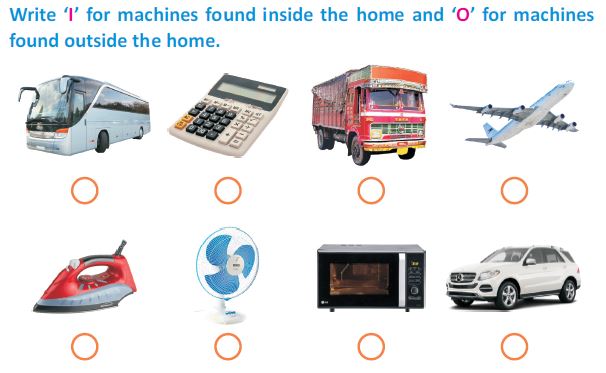 Write ‘I’ for machines found inside the home and ‘O’ for machines
found outside the home.